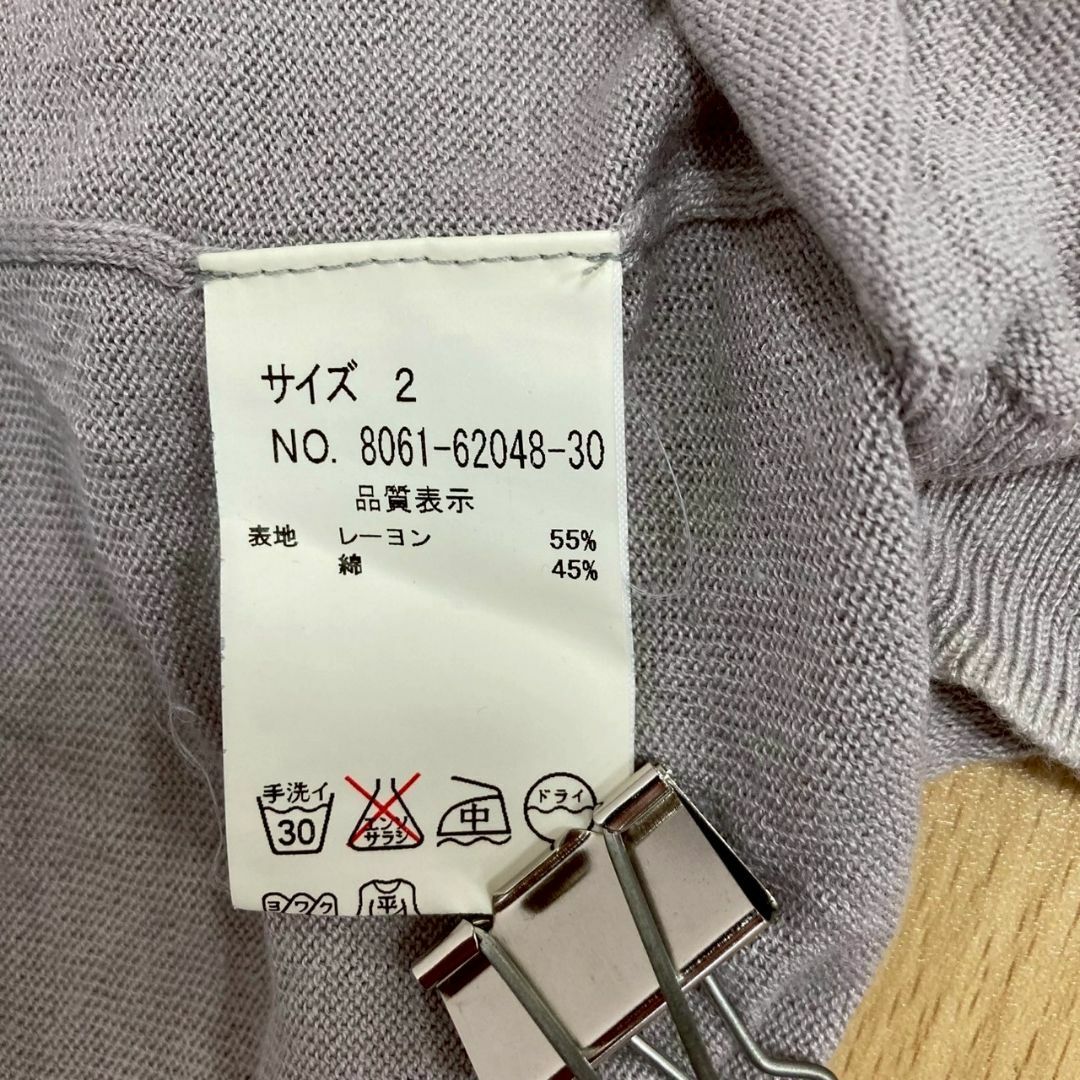 サイズ 2
NO. 8061-62048-30
品質表示
表地 レーヨン 55%
綿 45%
手洗イ 30
エンソサラシ
中
ドライ
ヨワク
平